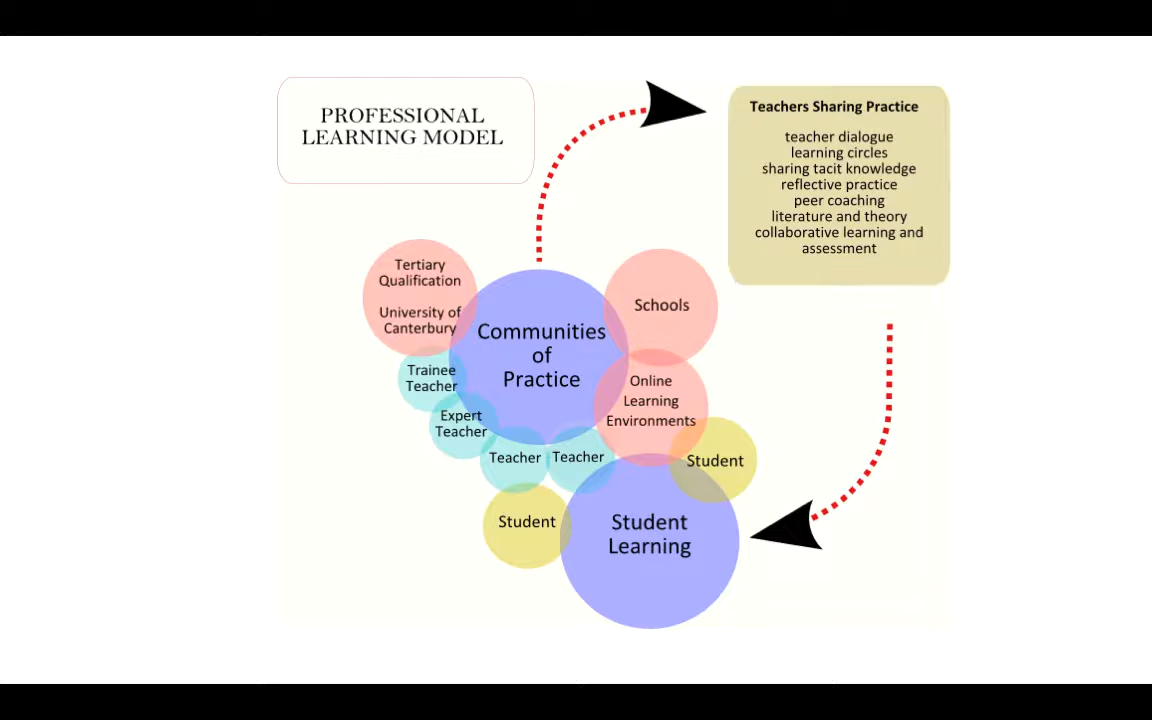 PROFESSIONAL
LEARNING MODEL
Teachers Sharing Practice
teacher dialogue
learning circles
sharing tacit knowledge
reflective practice
peer coaching
literature and theory
collaborative learning and
assessment
Tertiary
Qualification
University of
Canterbury
Communities
of
Practice
Schools
Trainee
Teacher
Online
Learning
Environments
Expert
Teacher
Teacher
Teacher
Student
Student
Student
Learning